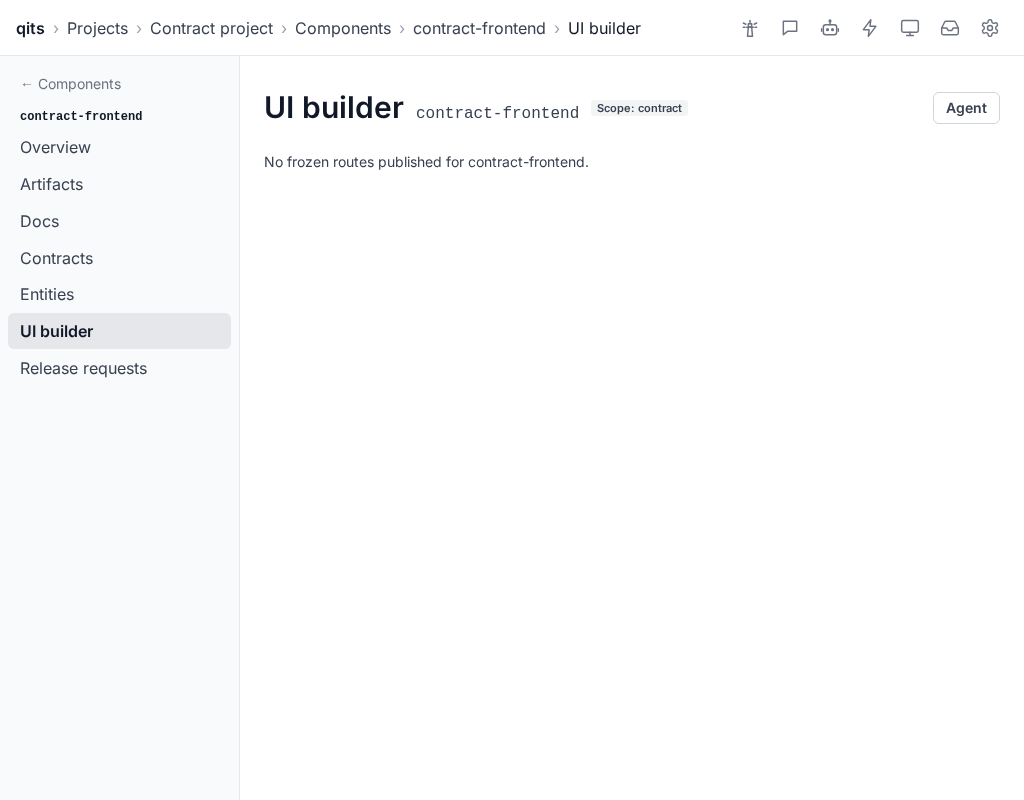 qits › Projects › Contract project › Components › contract-frontend › UI builder
← Components
contract-frontend
Overview
Artifacts
Docs
Contracts
Entities
UI builder
Release requests
UI builder contract-frontend Scope: contract
Agent
No frozen routes published for contract-frontend.